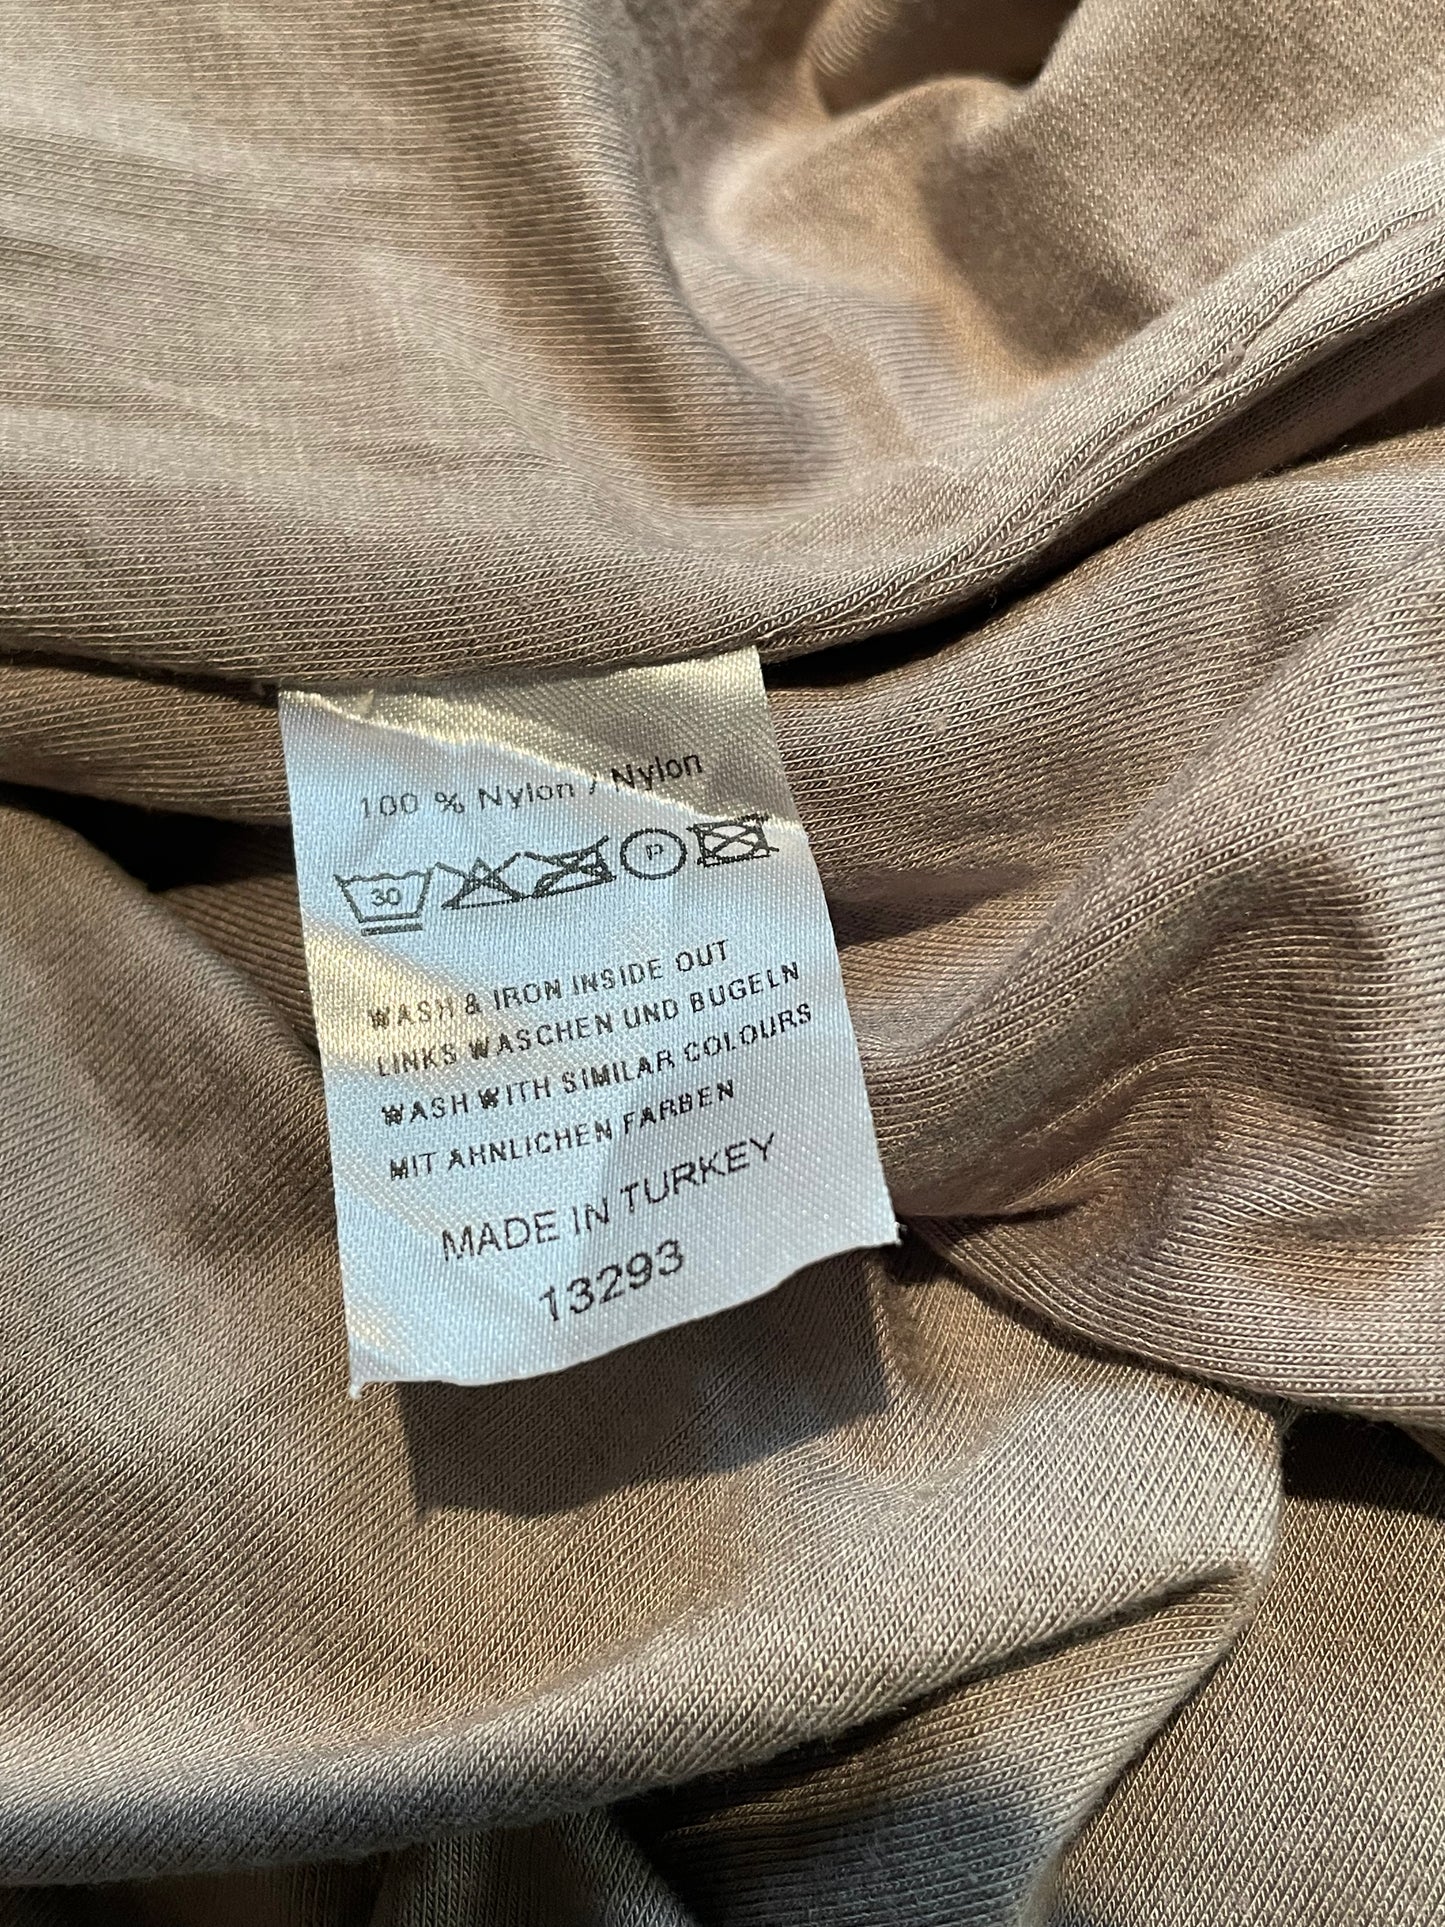 100 % Nylon / Nylon
30 P
WASH & IRON INSIDE OUT
LINKS WASCHEN UND BUGELN
WASH WITH SIMILAR COLOURS
MIT AHNLICHEN FARBEN
MADE IN TURKEY
13293